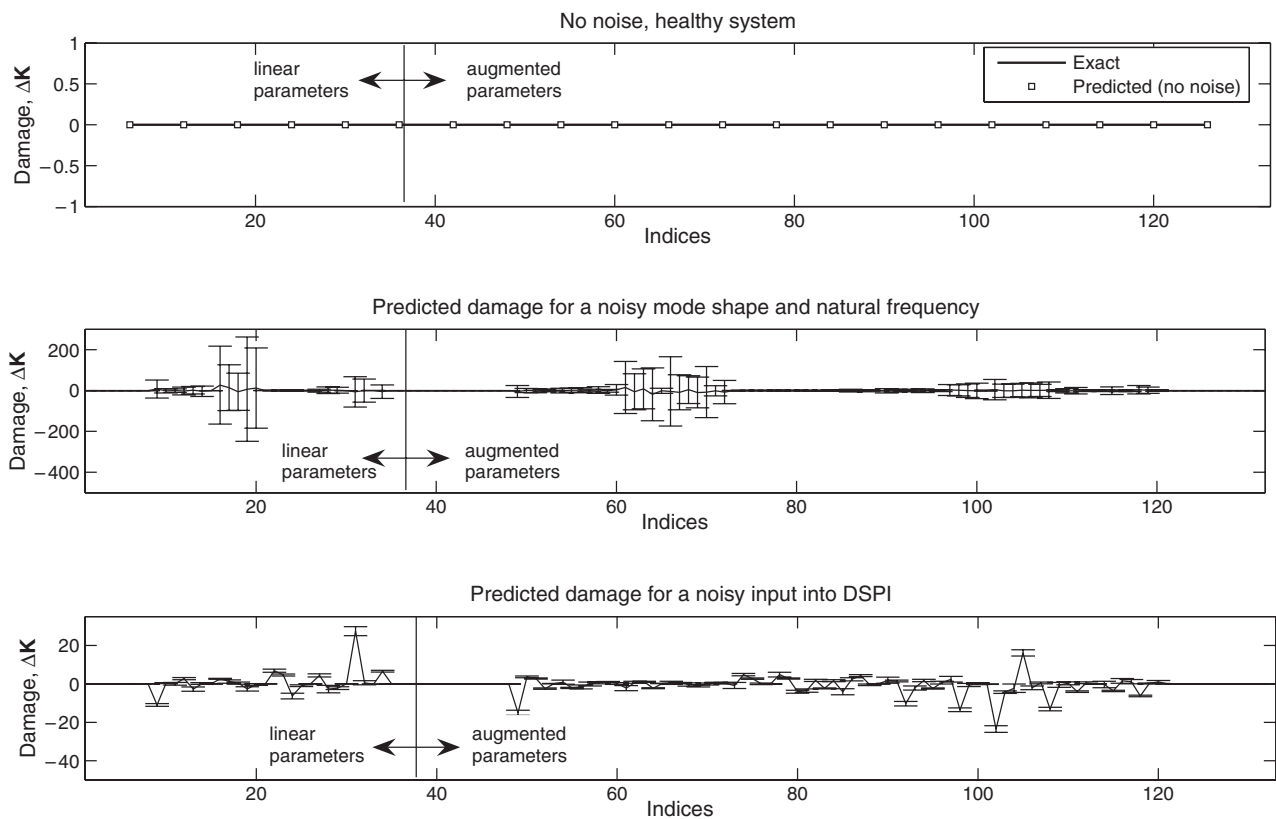 No noise, healthy system
1
0.5
0
−0.5
−1
Damage, ΔK
linear parameters
augmented parameters
Exact
Predicted (no noise)
20 40 60 80 100 120
Indices
Predicted damage for a noisy mode shape and natural frequency
200
0
−200
−400
Damage, ΔK
linear parameters
augmented parameters
20 40 60 80 100 120
Indices
Predicted damage for a noisy input into DSPI
20
0
−20
−40
Damage, ΔK
linear parameters
augmented parameters
20 40 60 80 100 120
Indices